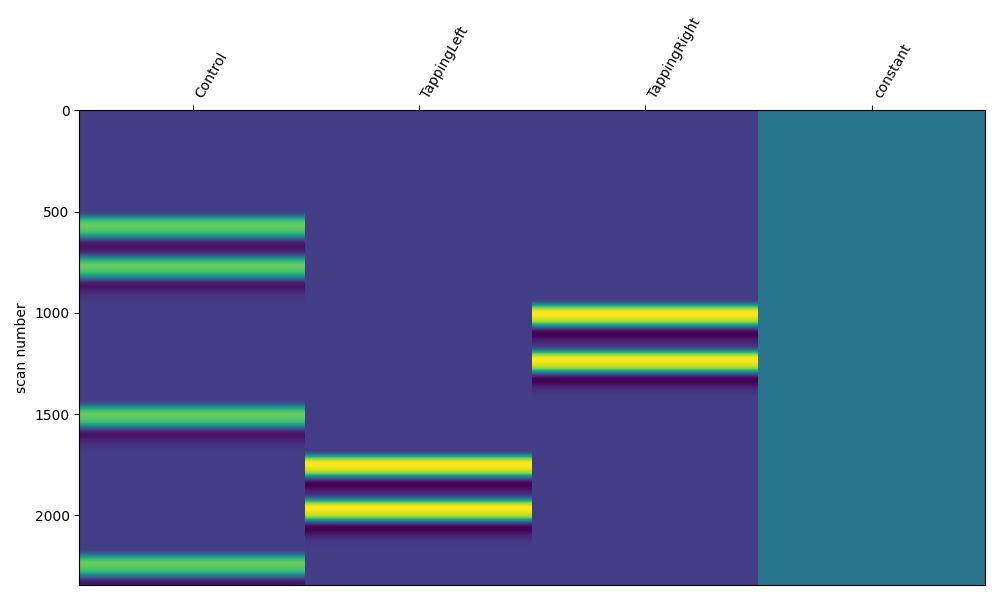 Control
TappingLeft
TappingRight
constant
0
500
1000
1500
2000
scan number